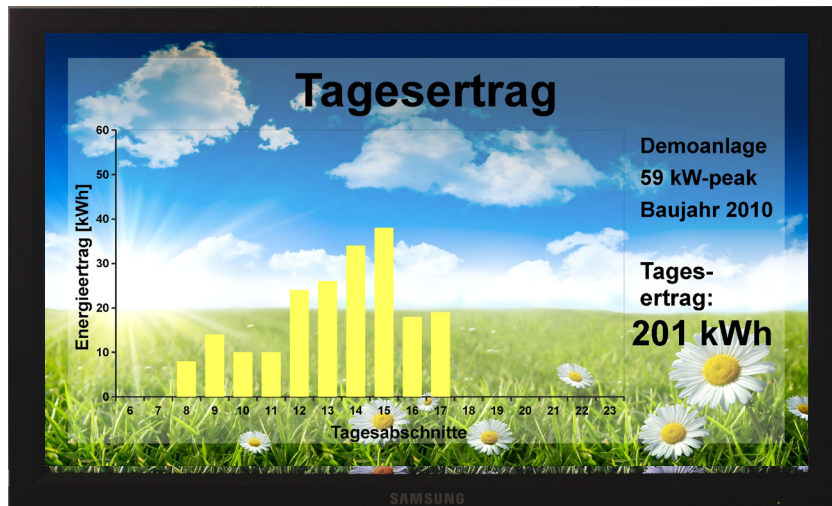 Tagesertrag
Demoanlage
59 kW-peak
Baujahr 2010
Tages-
ertrag:
201 kWh
Energieertrag [kWh]
60
50
40
30
20
10
0
6 7 8 9 10 11 12 13 14 15 16 17 18 19 20 21 22 23
Tagesabschnitte
SAMSUNG